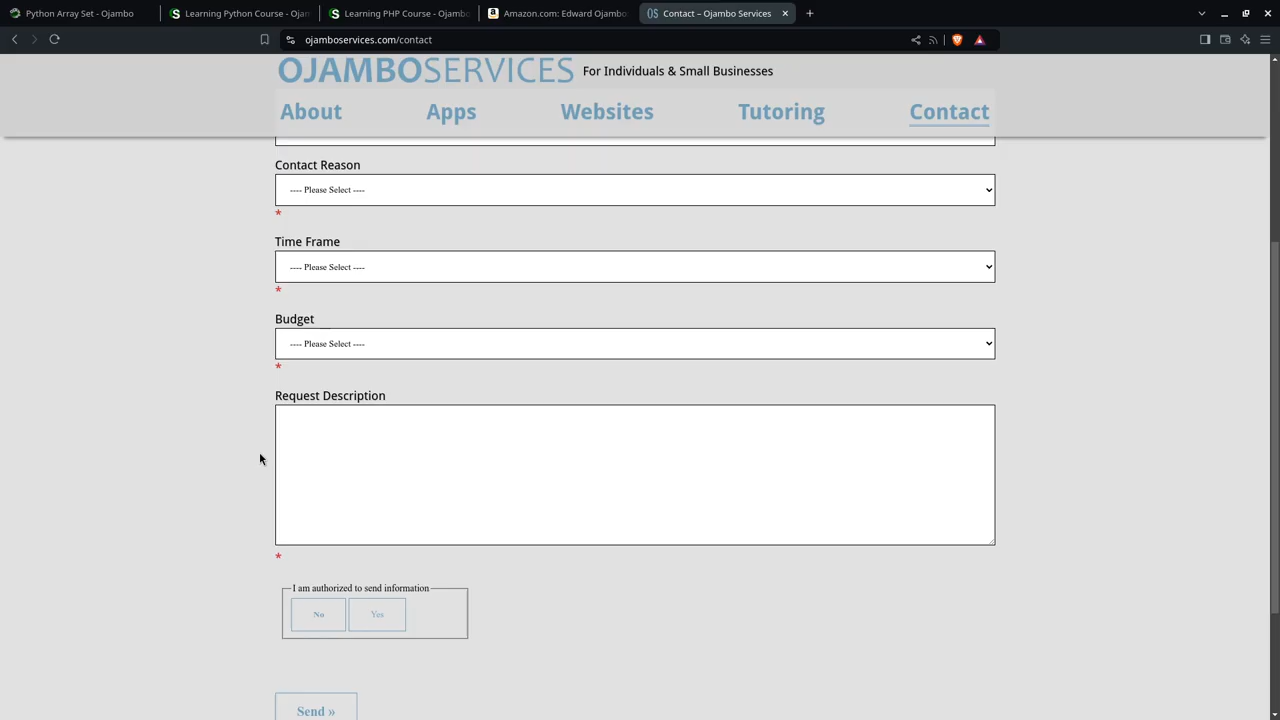 Python Array Set - Ojambo
Learning Python Course - Ojam
Learning PHP Course - Ojambo
Amazon.com: Edward Ojambo
Contact – Ojambo Services
ojamboservices.com/contact
OJAMBOSERVICES For Individuals & Small Businesses
About Apps Websites Tutoring Contact
Contact Reason
---- Please Select ----
*
Time Frame
---- Please Select ----
*
Budget
---- Please Select ----
*
Request Description
*
I am authorized to send information
No Yes
Send »